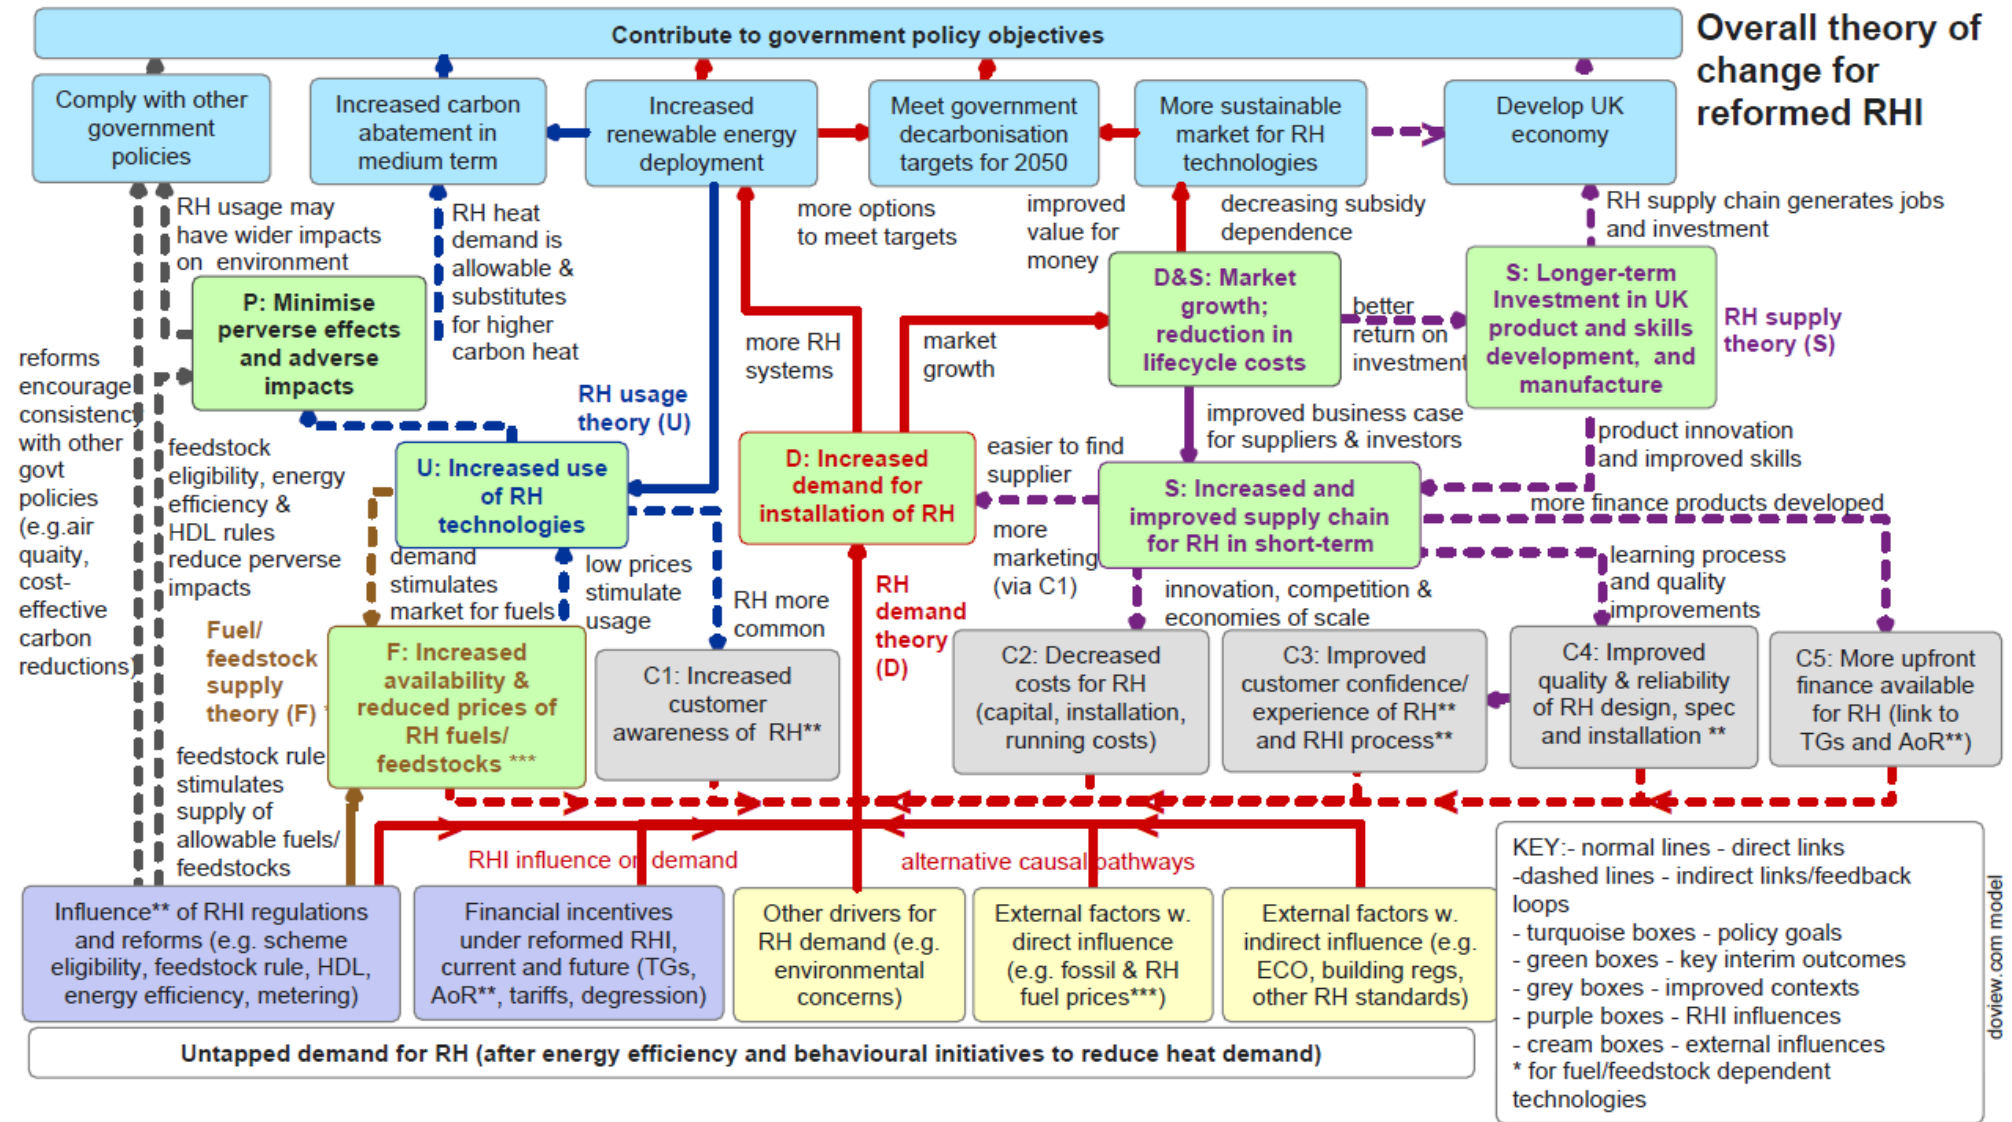 Overall theory of
change for
reformed RHI
Contribute to government policy objectives
Comply with other
government
policies
Increased carbon
abatement in
medium term
Increased
renewable energy
deployment
Meet government
decarbonisation
targets for 2050
More sustainable
market for RH
technologies
Develop UK
economy
RH usage may
have wider impacts
on environment
RH heat
demand is
allowable &
substitutes
for higher
carbon heat
more options
to meet targets
improved
value for
money
decreasing subsidy
dependence
RH supply chain generates jobs
and investment
P: Minimise
perverse effects
and adverse
impacts
D&S: Market
growth;
reduction in
lifecycle costs
better
return on
investment
S: Longer-term
Investment in UK
product and skills
development, and
manufacture
RH supply
theory (S)
reforms
encourage
consistency
with other
govt
policies
(e.g.air
quaity,
cost-
effective
carbon
reductions)
more RH
systems
market
growth
RH usage
theory (U)
improved business case
for suppliers & investors
product innovation
and improved skills
feedstock
eligibility, energy
efficiency &
HDL rules
reduce perverse
impacts
U: Increased use
of RH
technologies
D: Increased
demand for
installation of RH
easier to find
supplier
more
marketing
(via C1)
S: Increased and
improved supply chain
for RH in short-term
more finance products developed
learning process
and quality
improvements
demand
stimulates
market for fuels
low prices
stimulate
usage
RH more
common
RH
demand
theory
(D)
innovation, competition &
economies of scale
Fuel/
feedstock
supply
theory (F) *
F: Increased
availability &
reduced prices of
RH fuels/
feedstocks ***
C1: Increased
customer
awareness of RH**
C2: Decreased
costs for RH
(capital, installation,
running costs)
C3: Improved
customer confidence/
experience of RH**
and RHI process**
C4: Improved
quality & reliability
of RH design, spec
and installation **
C5: More upfront
finance available
for RH (link to
TGs and AoR**)
feedstock rule
stimulates
supply of
allowable fuels/
feedstocks
RHI influence on demand
alternative causal pathways
Influence** of RHI regulations
and reforms (e.g. scheme
eligibility, feedstock rule, HDL,
energy efficiency, metering)
Financial incentives
under reformed RHI,
current and future (TGs,
AoR**, tariffs, degression)
Other drivers for
RH demand (e.g.
environmental
concerns)
External factors w.
direct influence
(e.g. fossil & RH
fuel prices***)
External factors w.
indirect influence (e.g.
ECO, building regs,
other RH standards)
Untapped demand for RH (after energy efficiency and behavioural initiatives to reduce heat demand)
KEY:- normal lines - direct links
-dashed lines - indirect links/feedback
loops
- turquoise boxes - policy goals
- green boxes - key interim outcomes
- grey boxes - improved contexts
- purple boxes - RHI influences
- cream boxes - external influences
* for fuel/feedstock dependent
technologies
doview.com model